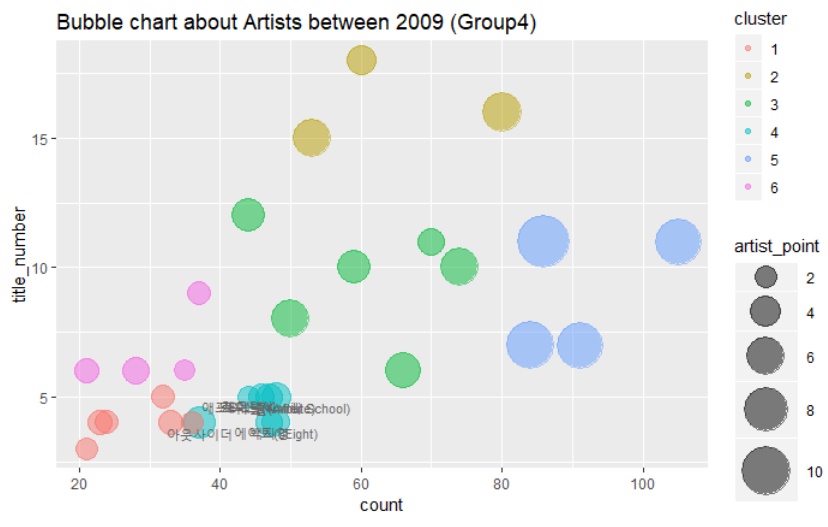 Bubble chart about Artists between 2009 (Group4)
cluster
1
2
3
4
5
6
artist_point
2
4
6
8
10
title_number
15
10
5
School)
아웃사이더
Eight)
20
40
60
80
100
count